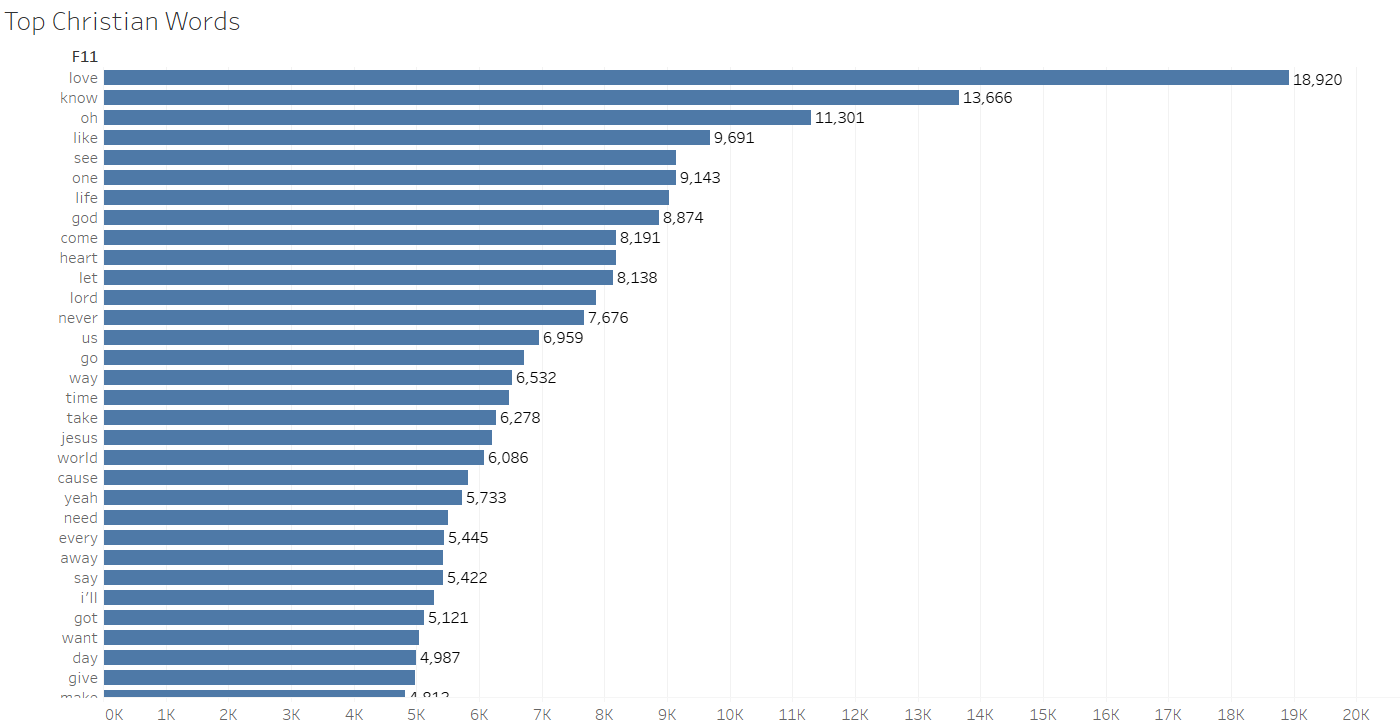 Top Christian Words
F11
love 18,920
know 13,666
oh 11,301
like 9,691
see
one 9,143
life
god 8,874
come 8,191
heart
let 8,138
lord
never 7,676
us 6,959
go
way 6,532
time
take 6,278
jesus
world 6,086
cause
yeah 5,733
need
every 5,445
away
say 5,422
i'll
got 5,121
want
day 4,987
give
make 4,813
0K 1K 2K 3K 4K 5K 6K 7K 8K 9K 10K 11K 12K 13K 14K 15K 16K 17K 18K 19K 20K